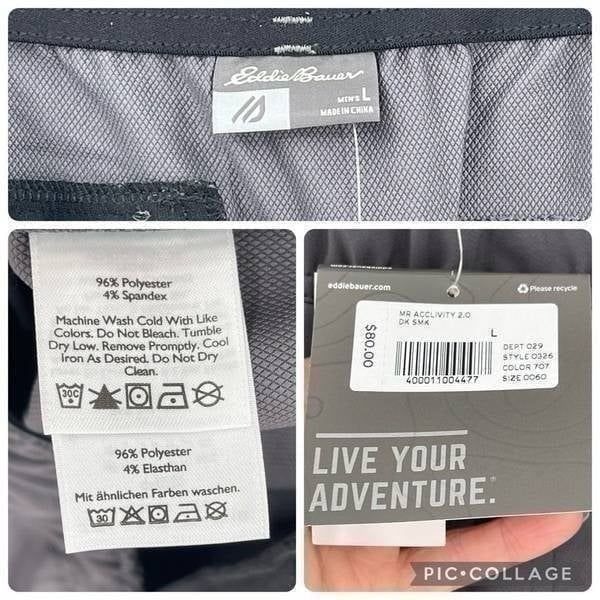 Eddie Bauer
MEN'S L
MADE IN CHINA
96% Polyester
4% Spandex
Machine Wash Cold With Like
Colors. Do Not Bleach. Tumble
Dry Low. Remove Promptly. Cool
Iron As Desired. Do Not Dry
Clean.
30C
96% Polyester
4% Elasthan
Mit ähnlichen Farben waschen.
30
eddiebauer.com
Please recycle
MR ACCLIVITY 2.0
DK SMK
L
$80.00
400011004477
DEPT 029
STYLE 0326
COLOR 707
SIZE 0060
LIVE YOUR
ADVENTURE.®
PIC•COLLAGE